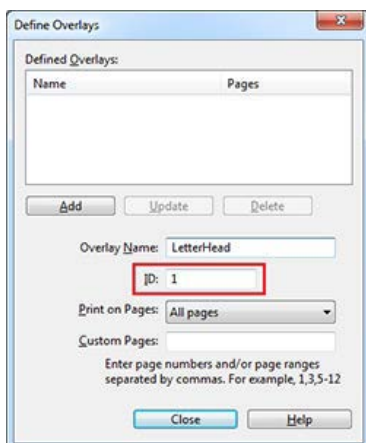 Define Overlays
Defined Overlays:
Name Pages
Add Update Delete
Overlay Name: LetterHead
ID: 1
Print on Pages: All pages
Custom Pages:
Enter page numbers and/or page ranges
separated by commas. For example, 1,3,5-12
Close Help